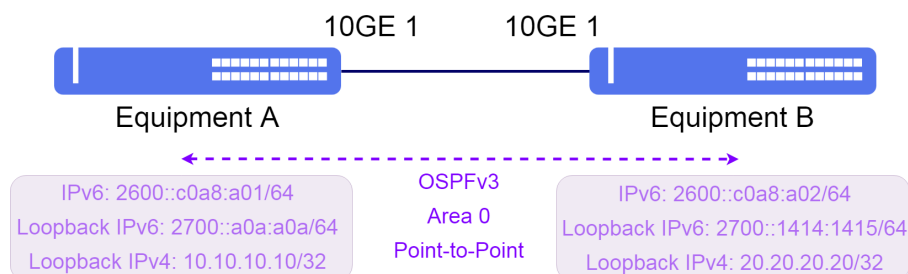 10GE 1
10GE 1
Equipment A
Equipment B
OSPFv3
Area 0
Point-to-Point
IPv6: 2600::c0a8:a01/64
Loopback IPv6: 2700::a0a:a0a/64
Loopback IPv4: 10.10.10.10/32
IPv6: 2600::c0a8:a02/64
Loopback IPv6: 2700::1414:1415/64
Loopback IPv4: 20.20.20.20/32